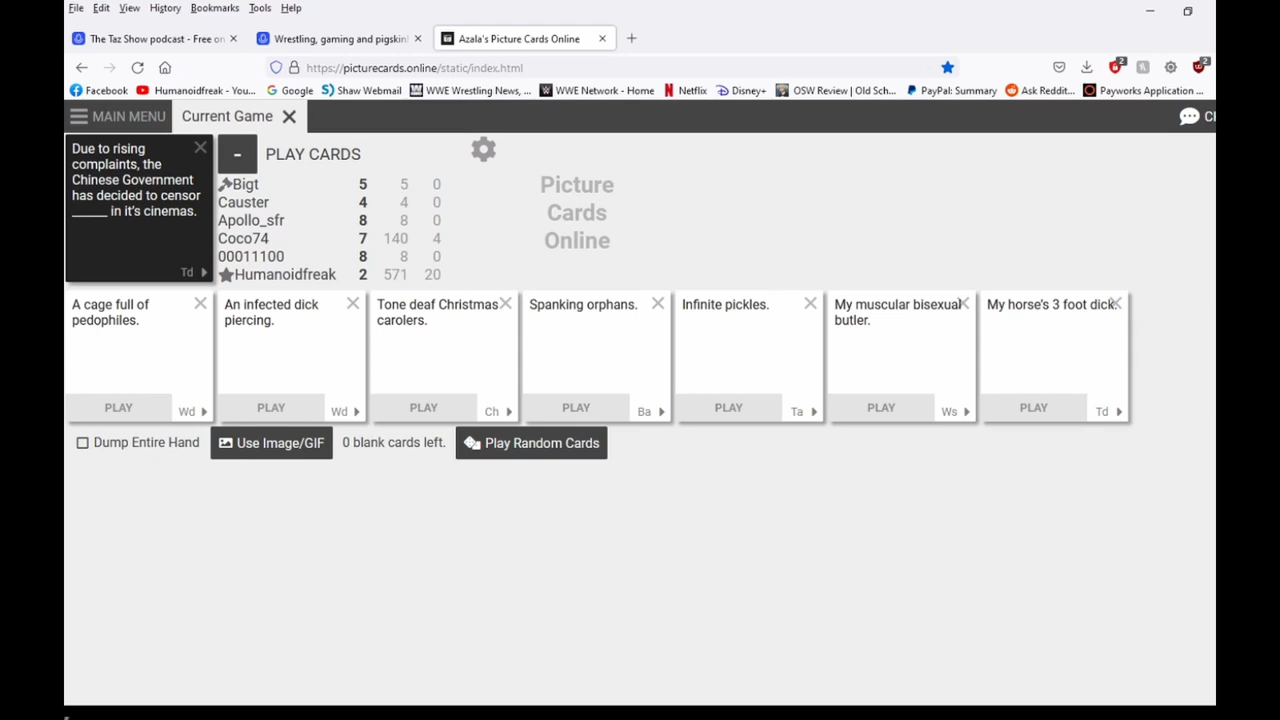 File Edit View History Bookmarks Tools Help
The Taz Show podcast - Free on
Wrestling, gaming and pigskin!
Azala's Picture Cards Online
https://picturecards.online/static/index.html
2
2
Facebook
Humanoidfreak - You...
Google
Shaw Webmail
WWE Wrestling News, ...
WWE Network - Home
Netflix
Disney+
OSW Review | Old Sch...
PayPal: Summary
Ask Reddit...
Payworks Application ...
MAIN MENU
Current Game
Due to rising
complaints, the
Chinese Government
has decided to censor
______ in it's cinemas.
Td
-
PLAY CARDS
Bigt 5 5 0
Causter 4 4 0
Apollo_sfr 8 8 0
Coco74 7 140 4
00011100 8 8 0
Humanoidfreak 2 571 20
Picture
Cards
Online
A cage full of
pedophiles.
PLAY
Wd
An infected dick
piercing.
PLAY
Wd
Tone deaf Christmas
carolers.
PLAY
Ch
Spanking orphans.
PLAY
Ba
Infinite pickles.
PLAY
Ta
My muscular bisexual
butler.
PLAY
Ws
My horse's 3 foot dick.
PLAY
Td
Dump Entire Hand
Use Image/GIF
0 blank cards left.
Play Random Cards